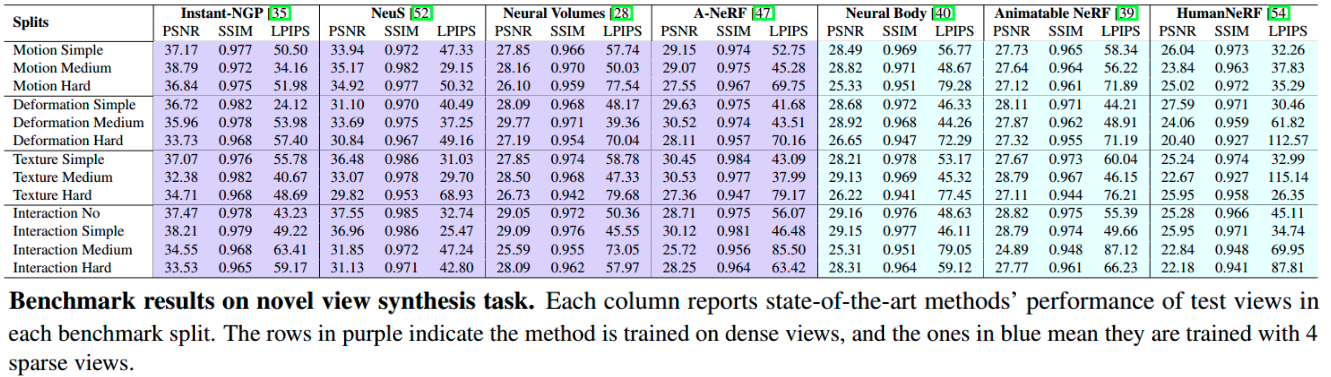 Splits Instant-NGP [35] NeuS [52] Neural Volumes [28] A-NeRF [47] Neural Body [40] Animatable NeRF [39] HumanNeRF [54]
PSNR SSIM LPIPS PSNR SSIM LPIPS PSNR SSIM LPIPS PSNR SSIM LPIPS PSNR SSIM LPIPS PSNR SSIM LPIPS PSNR SSIM LPIPS
Motion Simple 37.17 0.977 50.50 33.94 0.972 47.33 27.85 0.966 57.74 29.15 0.974 52.75 28.49 0.969 56.77 27.73 0.965 58.34 26.04 0.973 32.26
Motion Medium 38.79 0.972 34.16 35.17 0.982 29.15 28.16 0.970 50.03 29.07 0.975 45.28 28.82 0.971 48.67 27.64 0.964 56.22 23.84 0.963 37.83
Motion Hard 36.84 0.975 51.98 34.92 0.977 50.32 26.10 0.959 77.54 27.55 0.967 69.75 25.33 0.951 79.28 27.12 0.961 71.89 25.02 0.972 35.29
Deformation Simple 36.72 0.982 24.12 31.10 0.970 40.49 28.09 0.968 48.17 29.63 0.975 41.68 28.68 0.972 46.33 28.11 0.971 44.21 27.59 0.971 30.46
Deformation Medium 35.96 0.978 53.98 33.69 0.975 37.25 29.77 0.971 39.36 30.52 0.974 43.51 28.92 0.968 44.26 27.87 0.962 48.91 24.06 0.959 61.82
Deformation Hard 33.73 0.968 57.40 30.84 0.967 49.16 27.19 0.954 70.04 28.11 0.957 70.16 26.65 0.947 72.29 27.32 0.955 71.19 20.40 0.927 112.57
Texture Simple 37.07 0.976 55.78 36.48 0.986 31.03 27.85 0.974 58.78 30.45 0.984 43.09 28.21 0.978 53.17 27.67 0.973 60.04 25.24 0.974 32.99
Texture Medium 32.38 0.982 40.67 33.07 0.978 29.70 28.50 0.968 47.33 30.53 0.977 37.99 29.13 0.969 45.32 28.79 0.967 46.15 22.67 0.927 115.14
Texture Hard 34.71 0.968 48.69 29.82 0.953 68.93 26.73 0.942 79.68 27.36 0.947 79.17 26.22 0.941 77.45 27.11 0.944 76.21 25.95 0.958 26.35
Interaction No 37.47 0.978 43.23 37.55 0.985 32.74 29.05 0.972 50.36 28.71 0.975 56.07 29.16 0.976 48.63 28.82 0.975 55.39 25.28 0.966 45.11
Interaction Simple 38.21 0.979 49.22 36.96 0.986 25.47 29.09 0.976 45.55 30.12 0.981 46.48 29.15 0.977 46.11 28.79 0.974 49.66 25.95 0.971 34.74
Interaction Medium 34.55 0.968 63.41 31.85 0.972 47.24 25.59 0.955 73.05 25.72 0.956 85.50 25.31 0.951 79.05 24.89 0.948 87.12 22.84 0.948 69.95
Interaction Hard 33.53 0.965 59.17 31.13 0.971 42.80 28.09 0.962 57.97 28.25 0.964 63.42 28.31 0.964 59.12 27.77 0.961 66.23 22.18 0.941 87.81
Benchmark results on novel view synthesis task. Each column reports state-of-the-art methods' performance of test views in
each benchmark split. The rows in purple indicate the method is trained on dense views, and the ones in blue mean they are trained with 4
sparse views.